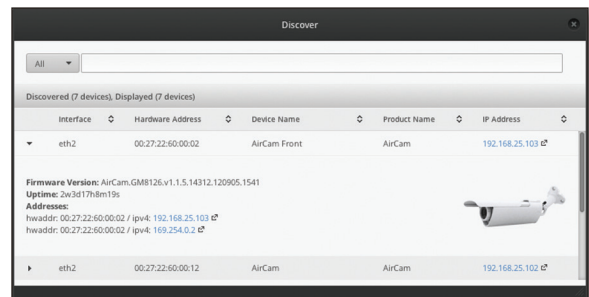 Discover
All
Discovered (7 devices), Displayed (7 devices)
Interface Hardware Address Device Name Product Name IP Address
eth2 00:27:22:60:00:02 AirCam Front AirCam 192.168.25.103
Firmware Version: AirCam.GM8126.v1.1.5.14312.120905.1541
Uptime: 2w3d17h8m19s
Addresses:
hwaddr: 00:27:22:60:00:02 / ipv4: 192.168.25.103
hwaddr: 00:27:22:60:00:02 / ipv4: 169.254.0.2
eth2 00:27:22:60:00:12 AirCam AirCam 192.168.25.102